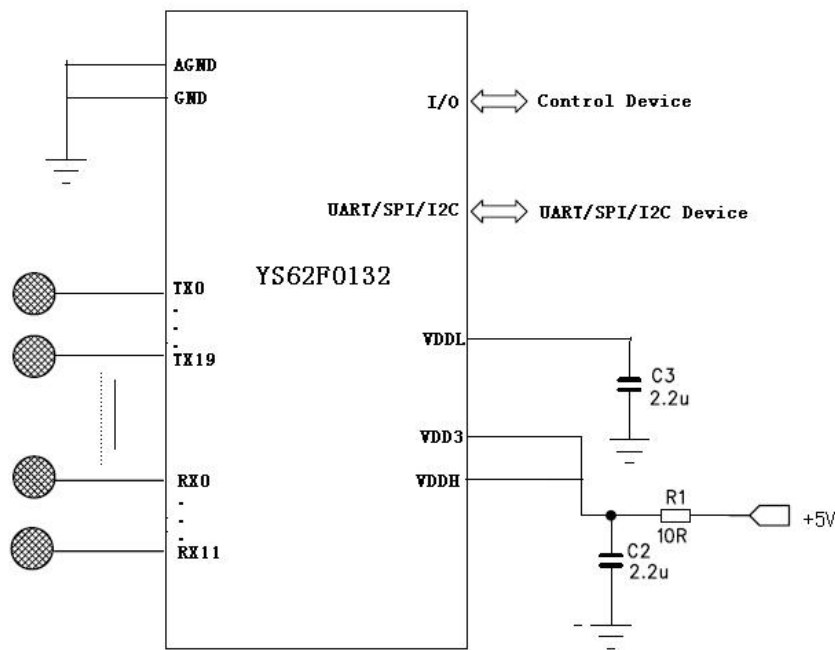 AGND
GND
I/O
Control Device
UART/SPI/I2C
UART/SPI/I2C Device
YS62F0132
TX0
TX19
VDDL
C3
2.2u
VDD3
RX0
VDDH
R1
10R
+5V
RX11
C2
2.2u